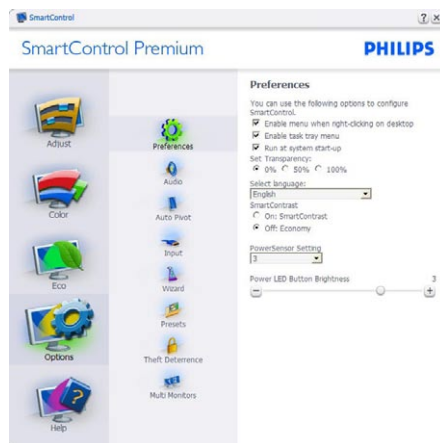 SmartControl
? x
SmartControl Premium
PHILIPS
Adjust
Color
Eco
Options
Help
Preferences
Audio
Auto Pivot
Input
Wizard
Presets
Theft Deterrence
Multi Monitors
Preferences
You can use the following options to configure
SmartControl.
Enable menu when right-clicking on desktop
Enable task tray menu
Run at system start-up
Set Transparency:
0% 50% 100%
Select language:
English
SmartContrast
On: SmartContrast
Off: Economy
PowerSensor Setting
3
Power LED Button Brightness 3
− +